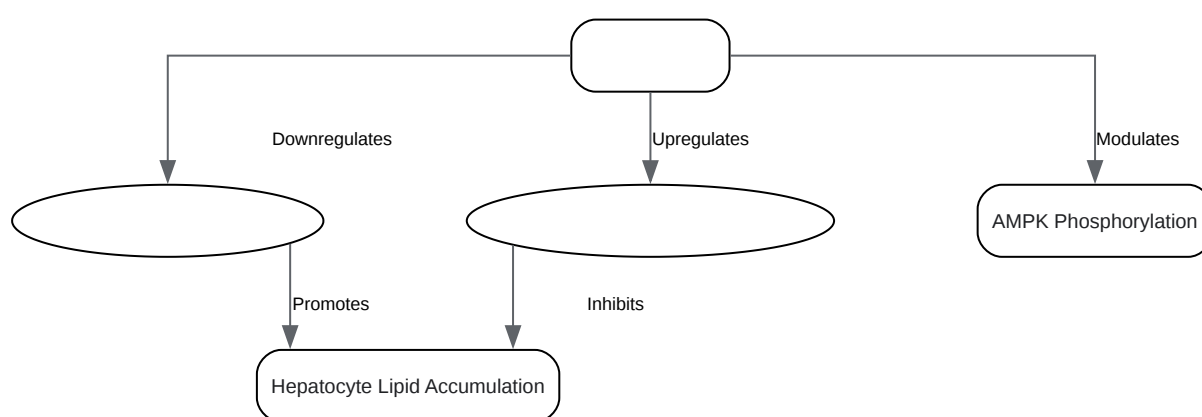 Downregulates
Upregulates
Modulates
AMPK Phosphorylation
Promotes
Inhibits
Hepatocyte Lipid Accumulation